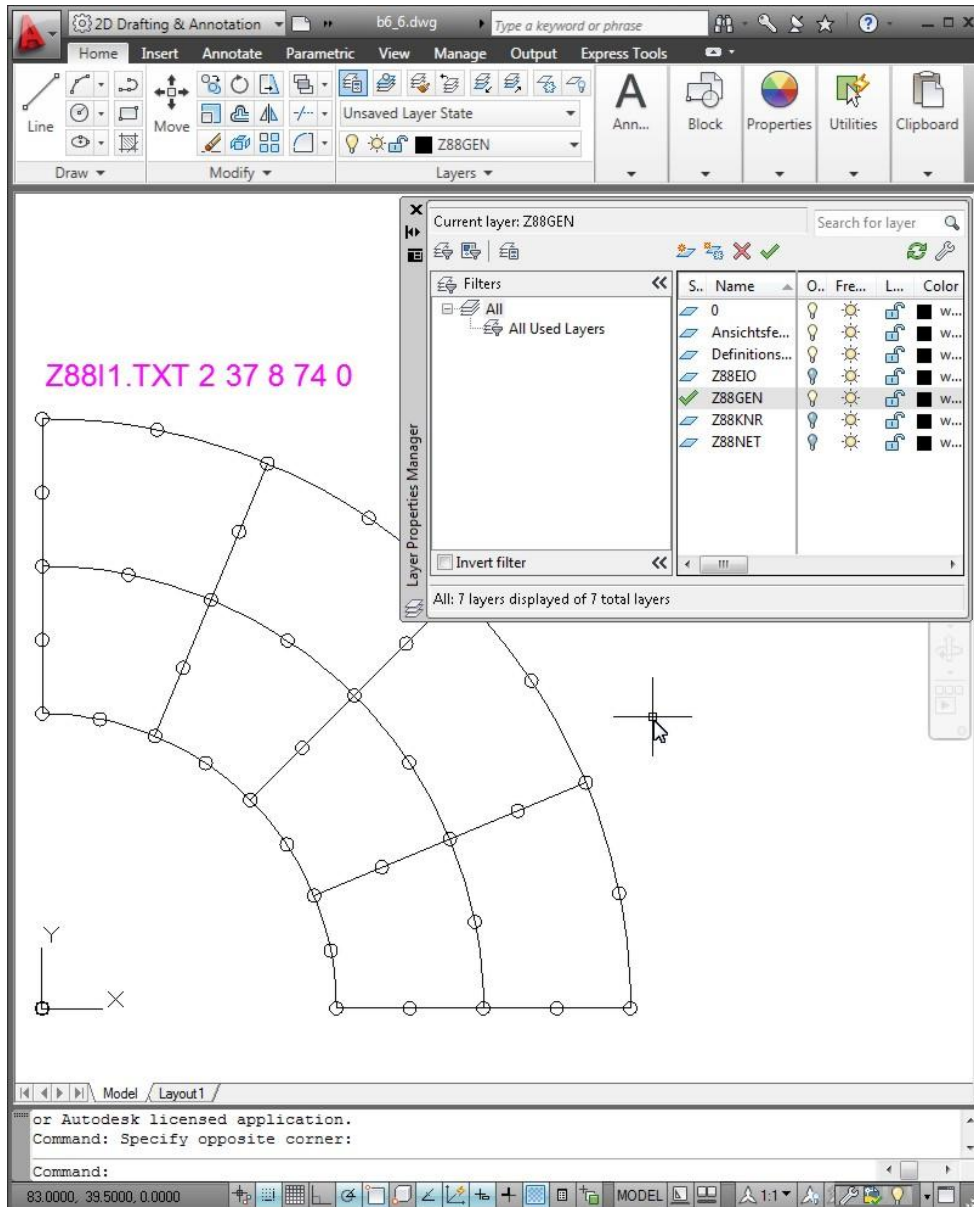 2D Drafting & Annotation
b6_6.dwg
Type a keyword or phrase
Home Insert Annotate Parametric View Manage Output Express Tools
Line
Move
Unsaved Layer State
Z88GEN
Ann...
Block
Properties
Utilities
Clipboard
Draw
Modify
Layers
Current layer: Z88GEN
Search for layer
Filters
All
All Used Layers
S.. Name O.. Fre... L... Color
0 w...
Ansichtsfe... w...
Definitions... w...
Z88EIO w...
Z88GEN w...
Z88KNR w...
Z88NET w...
Invert filter
All: 7 layers displayed of 7 total layers
Layer Properties Manager
Z88I1.TXT 2 37 8 74 0
Y
X
Model Layout1
or Autodesk licensed application.
Command: Specify opposite corner:
Command:
83.0000, 39.5000, 0.0000
MODEL
1:1